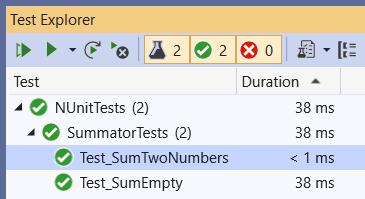 Test Explorer
2 2 0
Test Duration
NUnitTests (2) 38 ms
SummatorTests (2) 38 ms
Test_SumTwoNumbers < 1 ms
Test_SumEmpty 38 ms